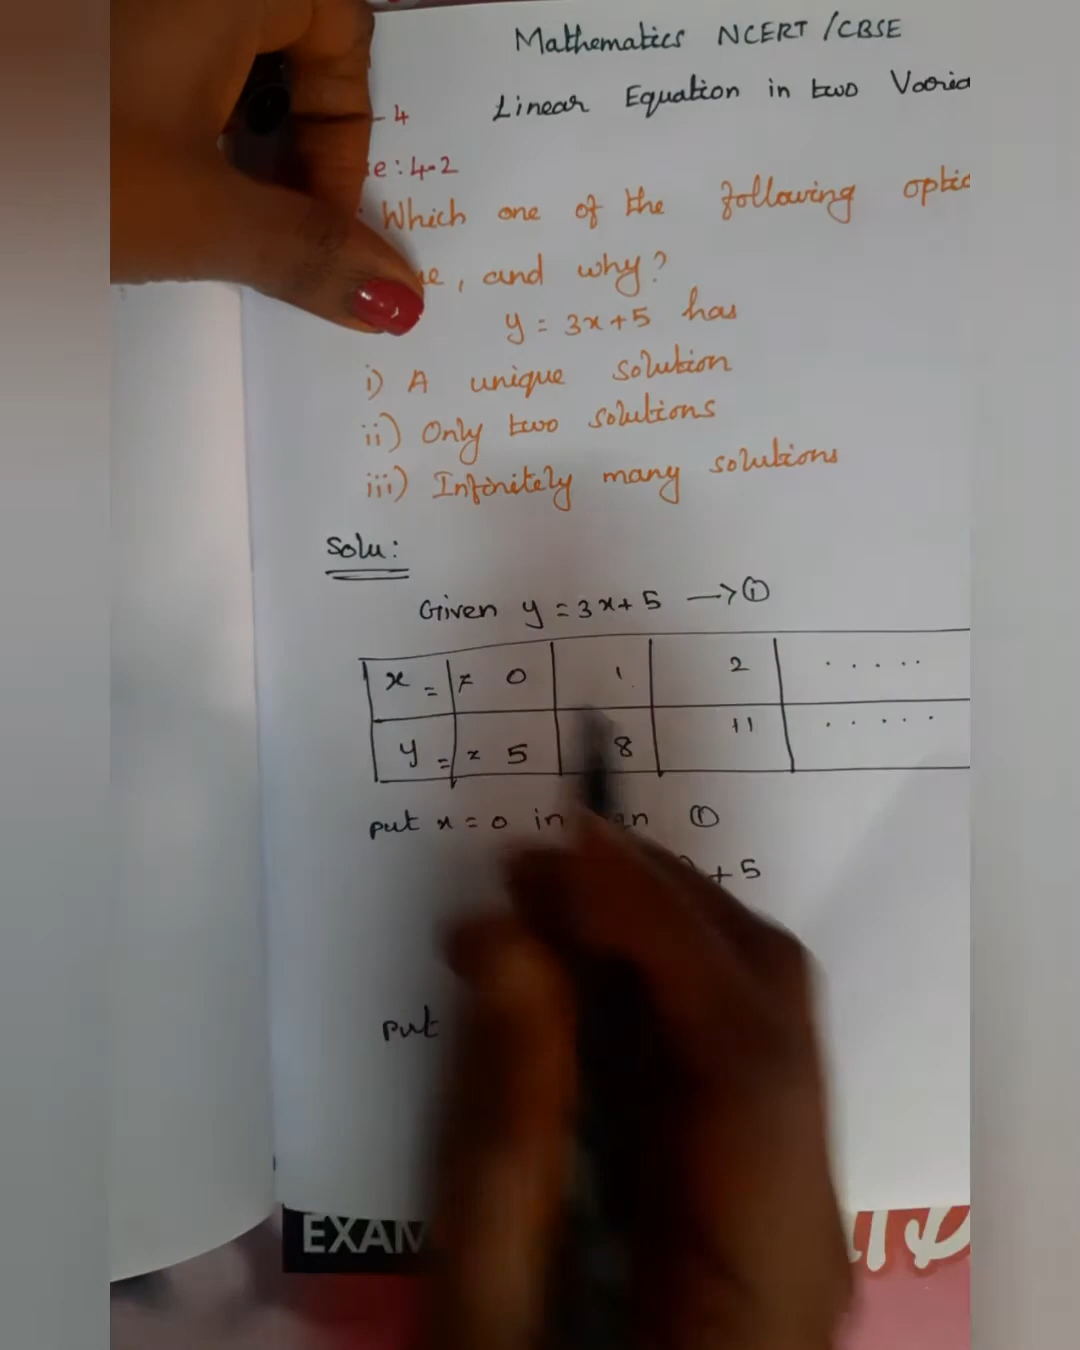 Mathematics NCERT /CBSE
- 4 Linear Equation in two
e : 4.2
Which one of the following
, and why?
y = 3x+5 has
i) A unique solution
ii) Only two solutions
iii) Infinitely many solutions
Solu:
Given y = 3x+5 → ①
x = = 0 1 2 . . . . .
y = = 5 8 11 . . . . .
put x = 0 in ①
+ 5
put
EXAM